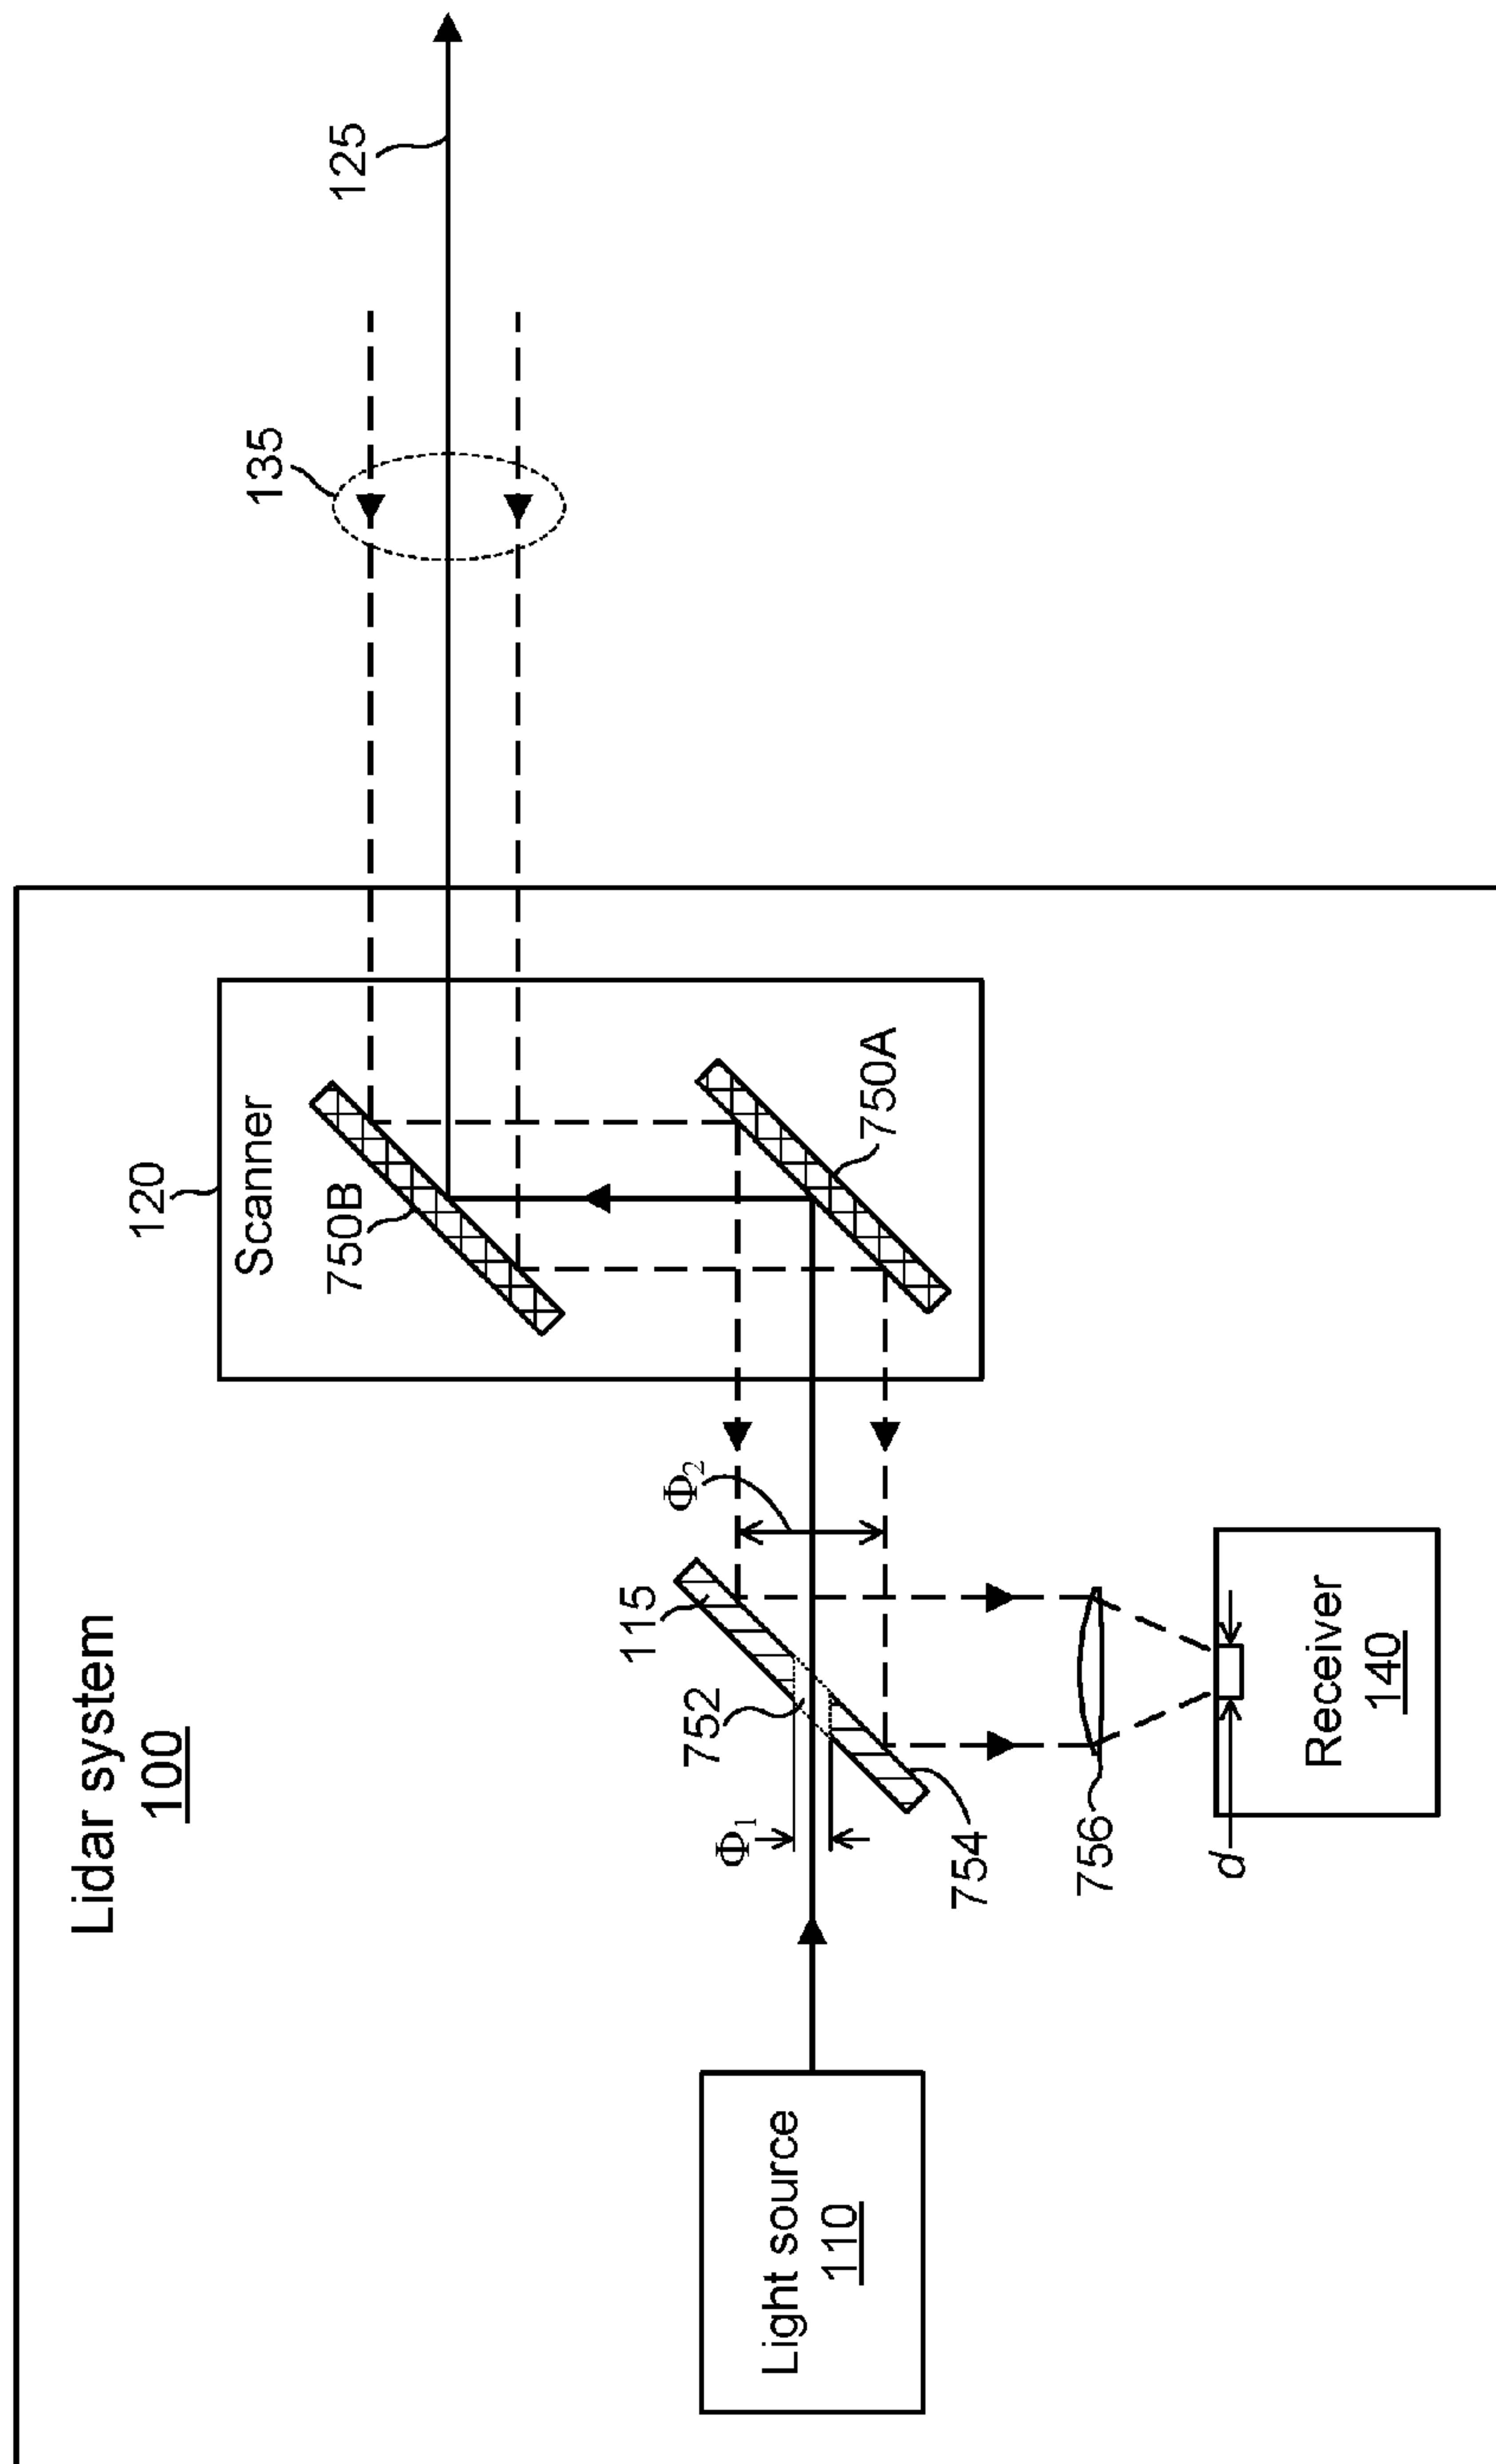 Lidar system
100
Light source
110
Φ1
752
115
Φ2
754
756
d
Receiver
140
120
Scanner
750B
750A
135
125